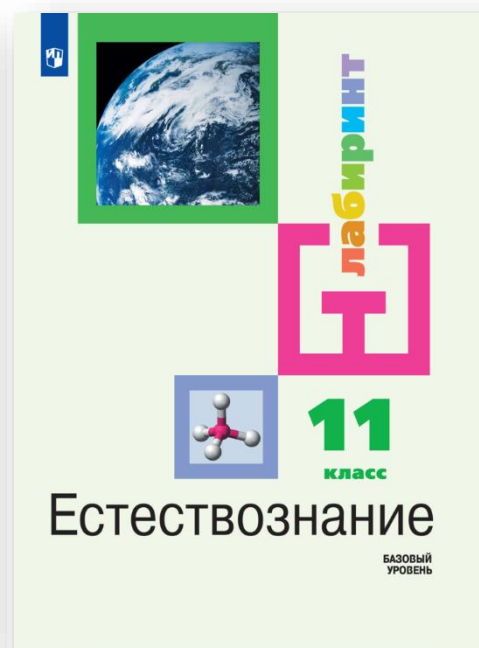 лабиринт
11
класс
Естествознание
БАЗОВЫЙ
УРОВЕНЬ